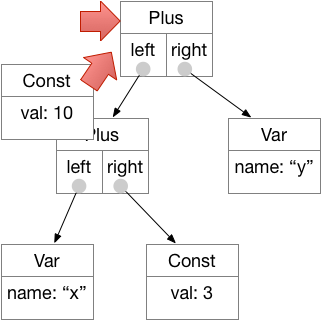 Plus
left right
Const
val: 10
Plus
left right
Var
name: “y”
Var
name: “x”
Const
val: 3